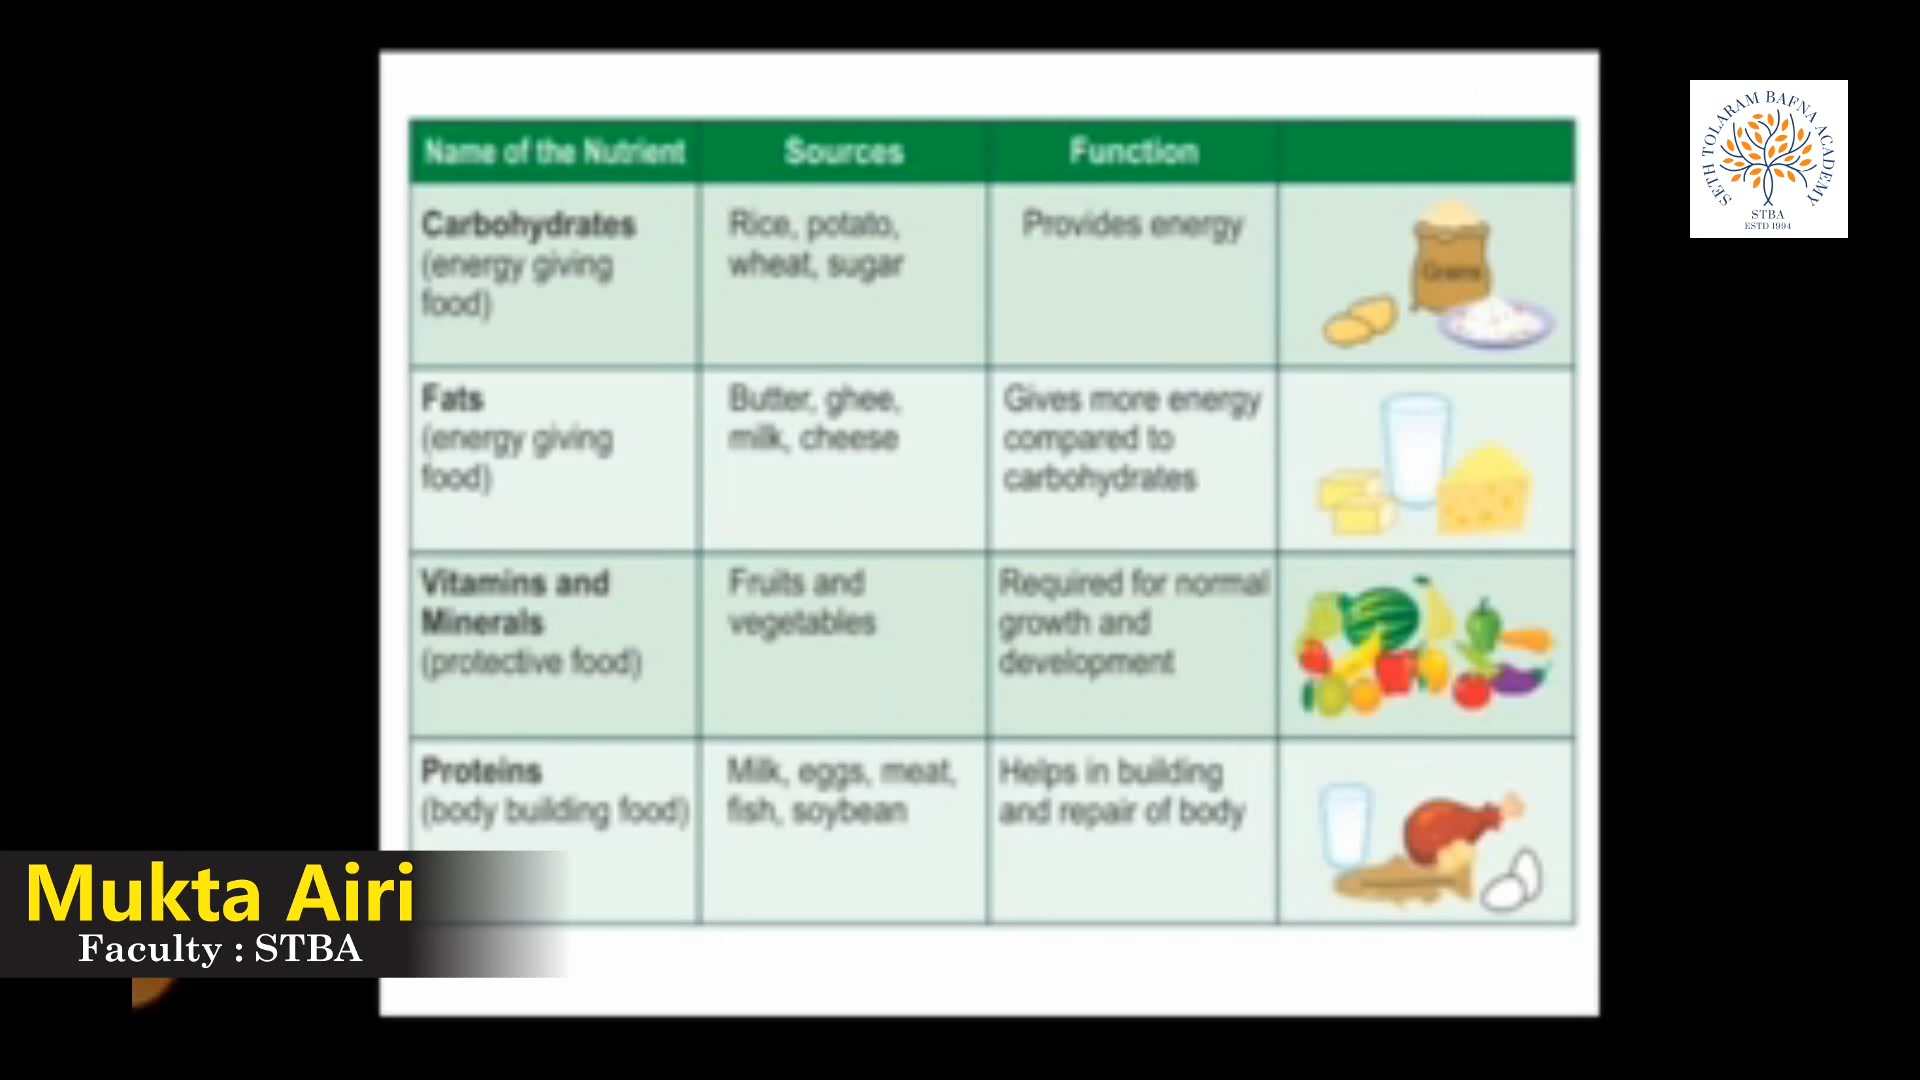 Name of the Nutrient
Sources
Function
Carbohydrates
(energy giving
food)
Rice, potato,
wheat, sugar
Provides energy
Grains
Fats
(energy giving
food)
Butter, ghee,
milk, cheese
Gives more energy
compared to
carbohydrates
Vitamins and
Minerals
(protective food)
Fruits and
vegetables
Required for normal
growth and
development
Proteins
(body building food)
Milk, eggs, meat,
fish, soybean
Helps in building
and repair of body
SETH TOLARAM BAFNA ACADEMY
STBA
ESTD 1994
Mukta Airi
Faculty : STBA